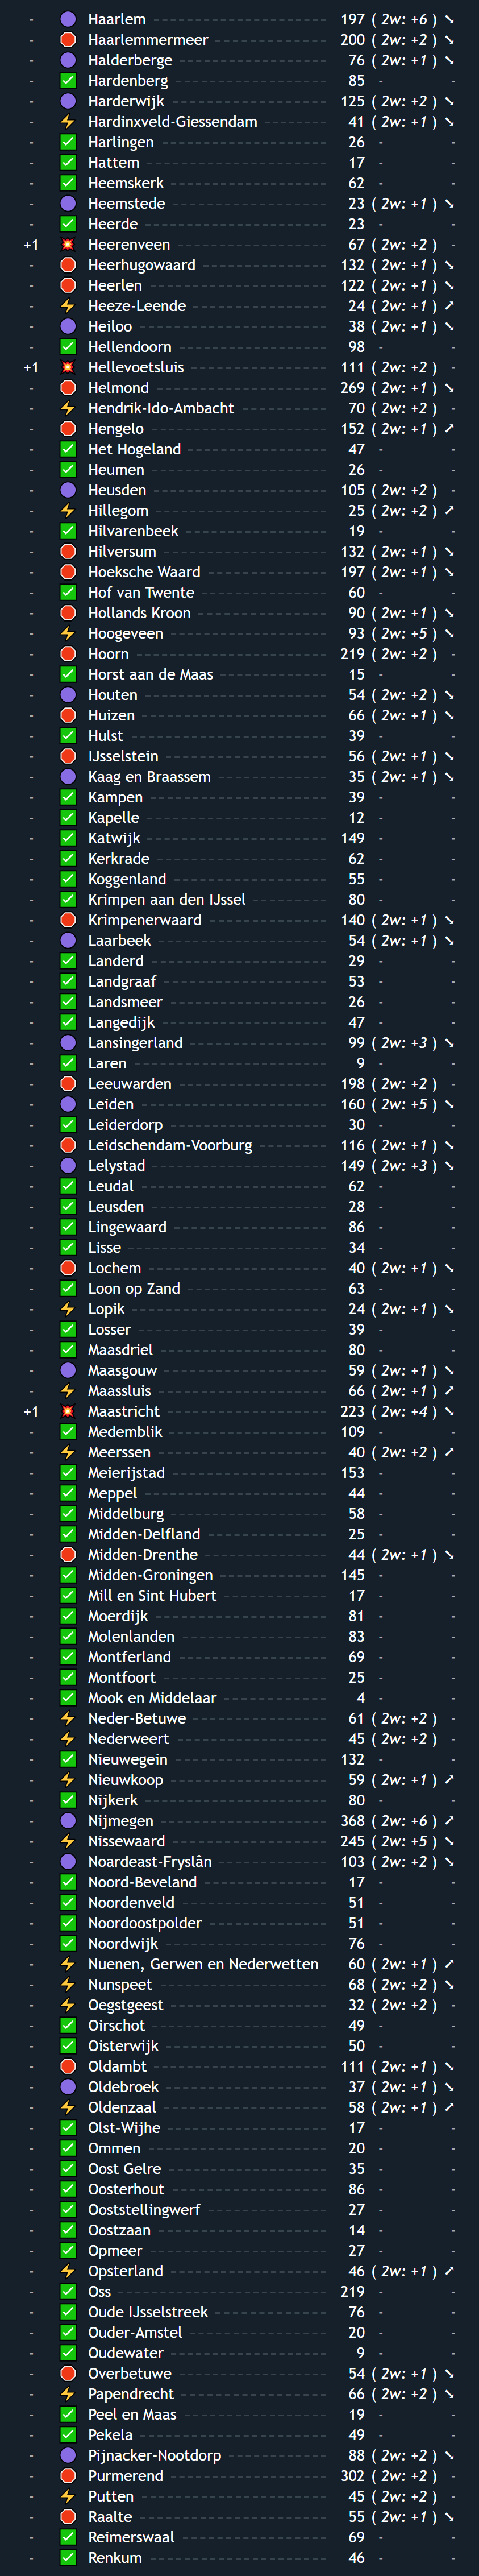 - Haarlem 197 ( 2w: +6 ) ↘
- Haarlemmermeer 200 ( 2w: +2 ) ↘
- Halderberge 76 ( 2w: +1 ) ↘
- Hardenberg 85 - -
- Harderwijk 125 ( 2w: +2 ) ↘
- Hardinxveld-Giessendam 41 ( 2w: +1 ) ↘
- Harlingen 26 - -
- Hattem 17 - -
- Heemskerk 62 - -
- Heemstede 23 ( 2w: +1 ) ↘
- Heerde 23 - -
+1 Heerenveen 67 ( 2w: +2 ) -
- Heerhugowaard 132 ( 2w: +1 ) ↘
- Heerlen 122 ( 2w: +1 ) ↘
- Heeze-Leende 24 ( 2w: +1 ) ↗
- Heiloo 38 ( 2w: +1 ) ↘
- Hellendoorn 98 - -
+1 Hellevoetsluis 111 ( 2w: +2 ) -
- Helmond 269 ( 2w: +1 ) ↘
- Hendrik-Ido-Ambacht 70 ( 2w: +2 ) -
- Hengelo 152 ( 2w: +1 ) ↗
- Het Hogeland 47 - -
- Heumen 26 - -
- Heusden 105 ( 2w: +2 ) -
- Hillegom 25 ( 2w: +2 ) ↗
- Hilvarenbeek 19 - -
- Hilversum 132 ( 2w: +1 ) ↘
- Hoeksche Waard 197 ( 2w: +1 ) ↘
- Hof van Twente 60 - -
- Hollands Kroon 90 ( 2w: +1 ) ↘
- Hoogeveen 93 ( 2w: +5 ) ↘
- Hoorn 219 ( 2w: +2 ) -
- Horst aan de Maas 15 - -
- Houten 54 ( 2w: +2 ) ↘
- Huizen 66 ( 2w: +1 ) ↘
- Hulst 39 - -
- IJsselstein 56 ( 2w: +1 ) ↘
- Kaag en Braassem 35 ( 2w: +1 ) ↘
- Kampen 39 - -
- Kapelle 12 - -
- Katwijk 149 - -
- Kerkrade 62 - -
- Koggenland 55 - -
- Krimpen aan den IJssel 80 - -
- Krimpenerwaard 140 ( 2w: +1 ) ↘
- Laarbeek 54 ( 2w: +1 ) ↘
- Landerd 29 - -
- Landgraaf 53 - -
- Landsmeer 26 - -
- Langedijk 47 - -
- Lansingerland 99 ( 2w: +3 ) ↘
- Laren 9 - -
- Leeuwarden 198 ( 2w: +2 ) -
- Leiden 160 ( 2w: +5 ) ↘
- Leiderdorp 30 - -
- Leidschendam-Voorburg 116 ( 2w: +1 ) ↘
- Lelystad 149 ( 2w: +3 ) ↘
- Leudal 62 - -
- Leusden 28 - -
- Lingewaard 86 - -
- Lisse 34 - -
- Lochem 40 ( 2w: +1 ) ↘
- Loon op Zand 63 - -
- Lopik 24 ( 2w: +1 ) ↘
- Losser 39 - -
- Maasdriel 80 - -
- Maasgouw 59 ( 2w: +1 ) ↘
- Maassluis 66 ( 2w: +1 ) ↗
+1 Maastricht 223 ( 2w: +4 ) ↘
- Medemblik 109 - -
- Meerssen 40 ( 2w: +2 ) ↗
- Meierijstad 153 - -
- Meppel 44 - -
- Middelburg 58 - -
- Midden-Delfland 25 - -
- Midden-Drenthe 44 ( 2w: +1 ) ↘
- Midden-Groningen 145 - -
- Mill en Sint Hubert 17 - -
- Moerdijk 81 - -
- Molenlanden 83 - -
- Montferland 69 - -
- Montfoort 25 - -
- Mook en Middelaar 4 - -
- Neder-Betuwe 61 ( 2w: +2 ) -
- Nederweert 45 ( 2w: +2 ) -
- Nieuwegein 132 - -
- Nieuwkoop 59 ( 2w: +1 ) ↗
- Nijkerk 80 - -
- Nijmegen 368 ( 2w: +6 ) ↗
- Nissewaard 245 ( 2w: +5 ) ↘
- Noardeast-Fryslân 103 ( 2w: +2 ) ↘
- Noord-Beveland 17 - -
- Noordenveld 51 - -
- Noordoostpolder 51 - -
- Noordwijk 76 - -
- Nuenen, Gerwen en Nederwetten 60 ( 2w: +1 ) ↗
- Nunspeet 68 ( 2w: +2 ) ↘
- Oegstgeest 32 ( 2w: +2 ) -
- Oirschot 49 - -
- Oisterwijk 50 - -
- Oldambt 111 ( 2w: +1 ) ↘
- Oldebroek 37 ( 2w: +1 ) ↘
- Oldenzaal 58 ( 2w: +1 ) ↗
- Olst-Wijhe 17 - -
- Ommen 20 - -
- Oost Gelre 35 - -
- Oosterhout 86 - -
- Ooststellingwerf 27 - -
- Oostzaan 14 - -
- Opmeer 27 - -
- Opsterland 46 ( 2w: +1 ) ↗
- Oss 219 - -
- Oude IJsselstreek 76 - -
- Ouder-Amstel 20 - -
- Oudewater 9 - -
- Overbetuwe 54 ( 2w: +1 ) ↘
- Papendrecht 66 ( 2w: +2 ) ↘
- Peel en Maas 19 - -
- Pekela 49 - -
- Pijnacker-Nootdorp 88 ( 2w: +2 ) ↘
- Purmerend 302 ( 2w: +2 ) -
- Putten 45 ( 2w: +2 ) -
- Raalte 55 ( 2w: +1 ) ↘
- Reimerswaal 69 - -
- Renkum 46 - -